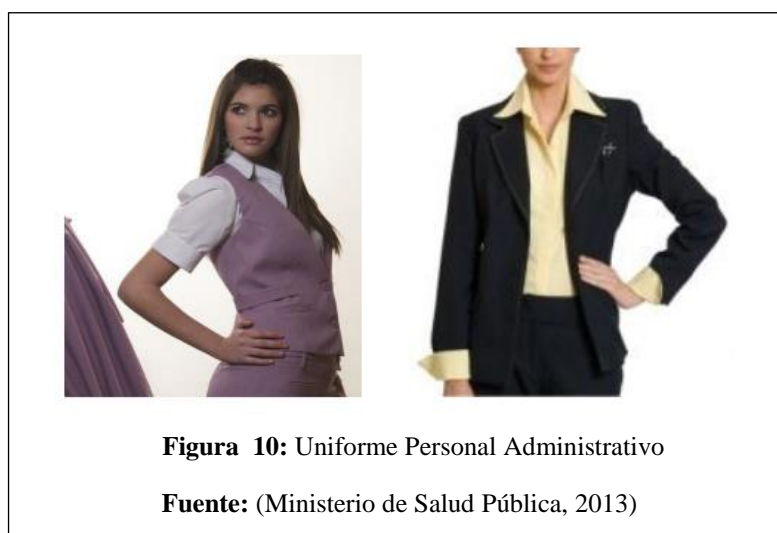 Figura 10: Uniforme Personal Administrativo
Fuente: (Ministerio de Salud Pública, 2013)